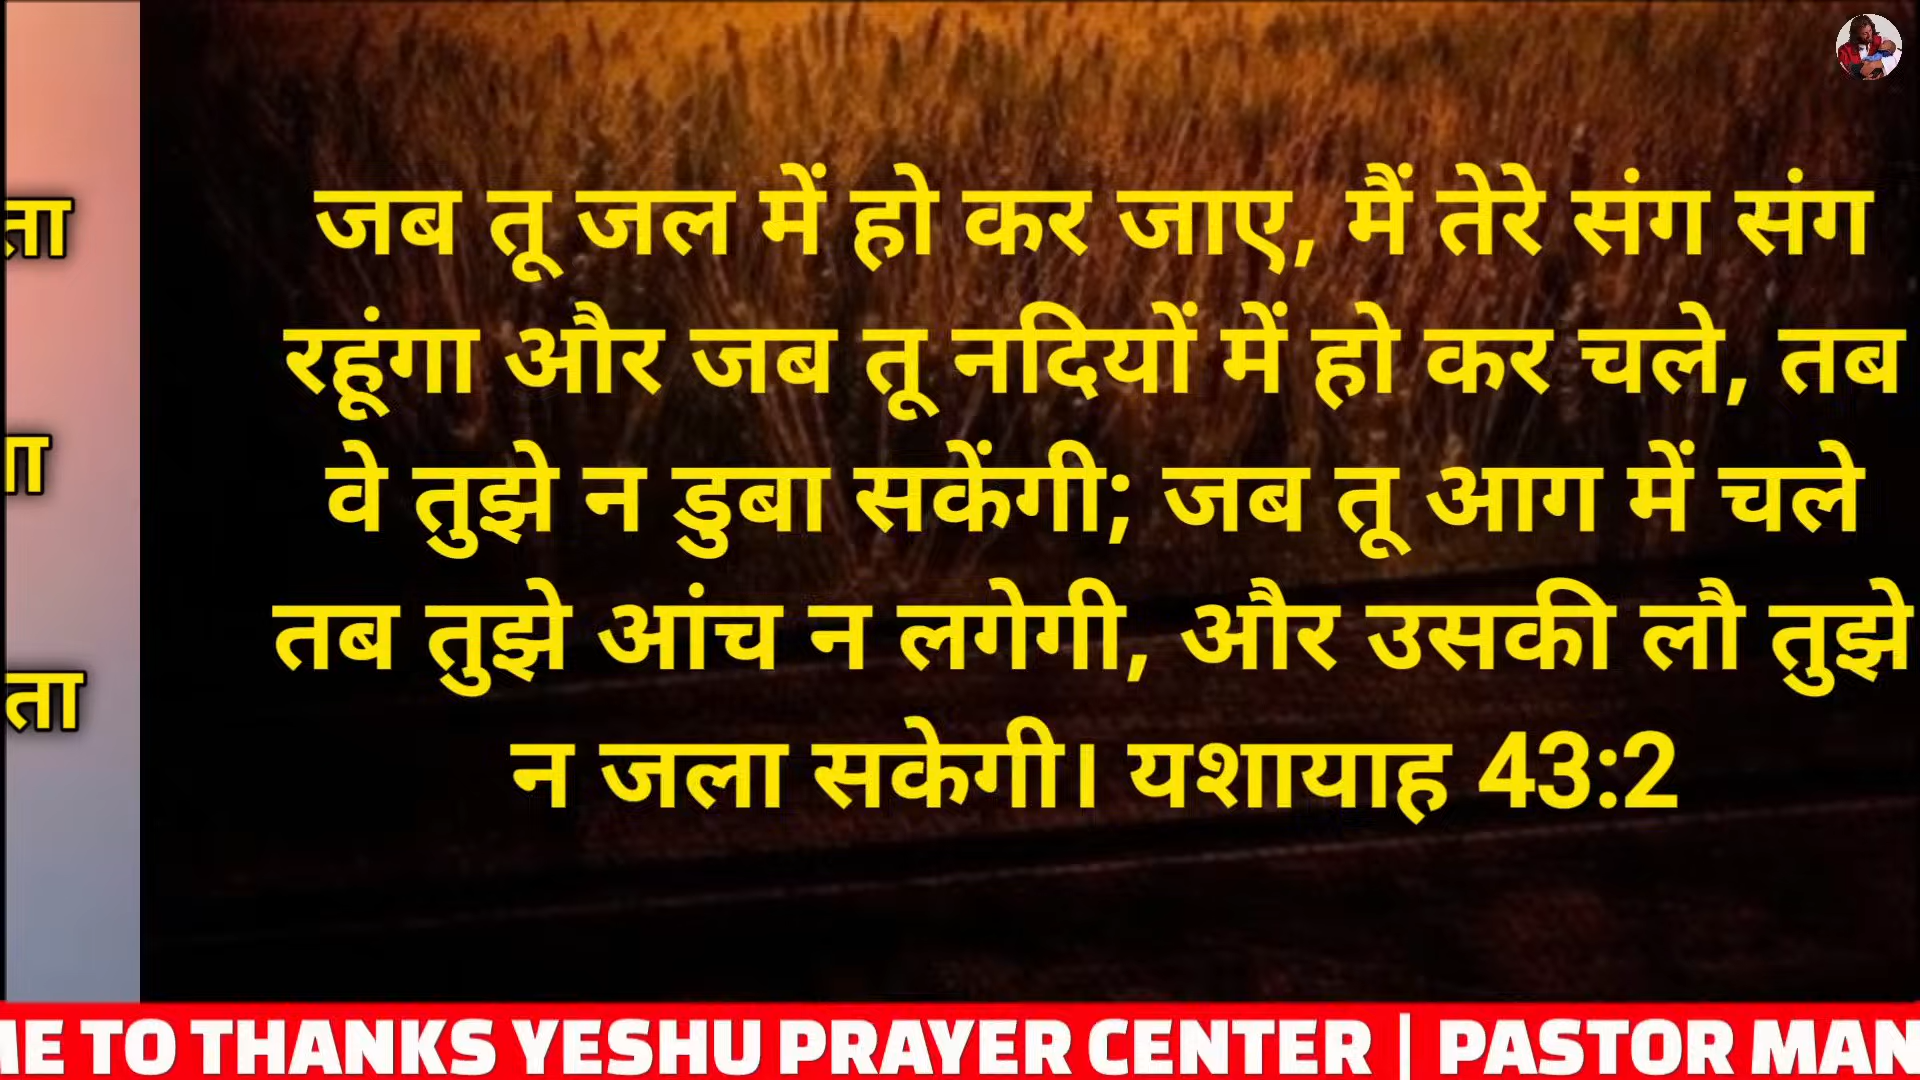 जब तू जल में हो कर जाए, मैं तेरे संग संग
रहूंगा और जब तू नदियों में हो कर चले, तब
वे तुझे न डुबा सकेंगी; जब तू आग में चले
तब तुझे आंच न लगेगी, और उसकी लौ तुझे
न जला सकेगी। यशायाह 43:2
TO THANKS YESHU PRAYER CENTER | PASTOR